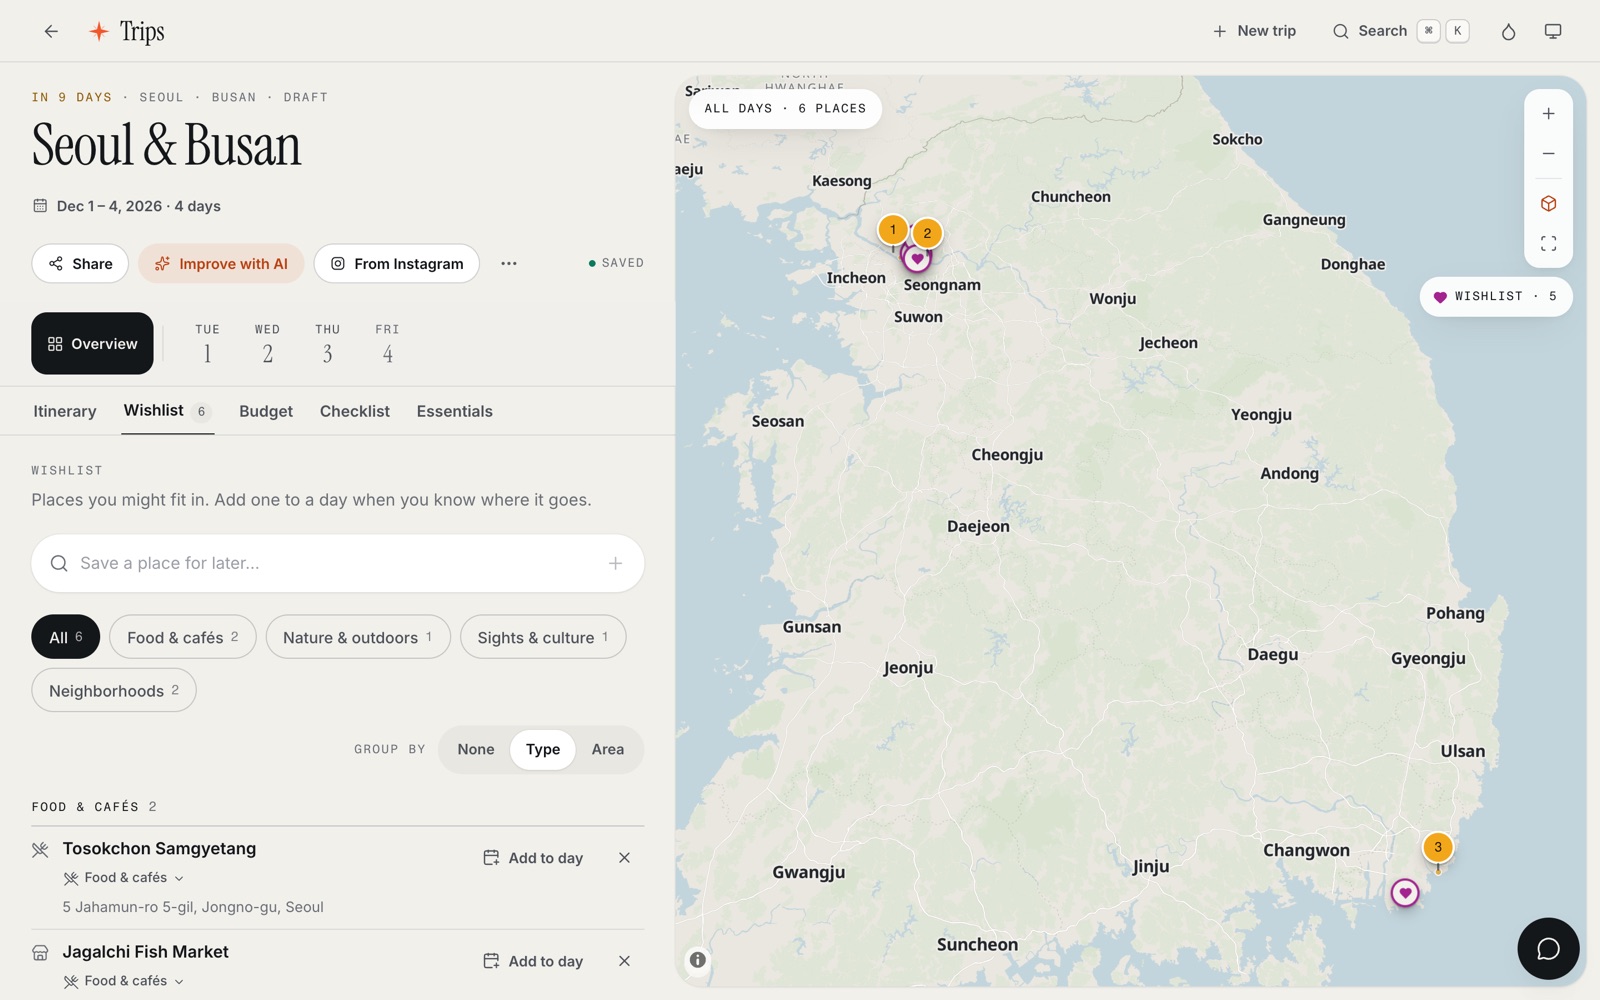 Trips
New trip
Search ⌘ K
IN 9 DAYS · SEOUL · BUSAN · DRAFT
Seoul & Busan
Dec 1 – 4, 2026 · 4 days
Share
Improve with AI
From Instagram
SAVED
Overview
TUE 1
WED 2
THU 3
FRI 4
Itinerary
Wishlist 6
Budget
Checklist
Essentials
WISHLIST
Places you might fit in. Add one to a day when you know where it goes.
Save a place for later...
All 6
Food & cafés 2
Nature & outdoors 1
Sights & culture 1
Neighborhoods 2
GROUP BY
None
Type
Area
FOOD & CAFÉS 2
Tosokchon Samgyetang
Add to day
Food & cafés
5 Jahamun-ro 5-gil, Jongno-gu, Seoul
Jagalchi Fish Market
Add to day
Food & cafés
HWANGHAE
ALL DAYS · 6 PLACES
AE
aeju
Kaesong
Sokcho
Chuncheon
Gangneung
1
2
Incheon
Seongnam
Donghae
WISHLIST · 5
Wonju
Suwon
Jecheon
Seosan
Yeongju
Cheongju
Andong
Daejeon
Pohang
Gunsan
Daegu
Gyeongju
Jeonju
Ulsan
3
Changwon
Jinju
Gwangju
Suncheon